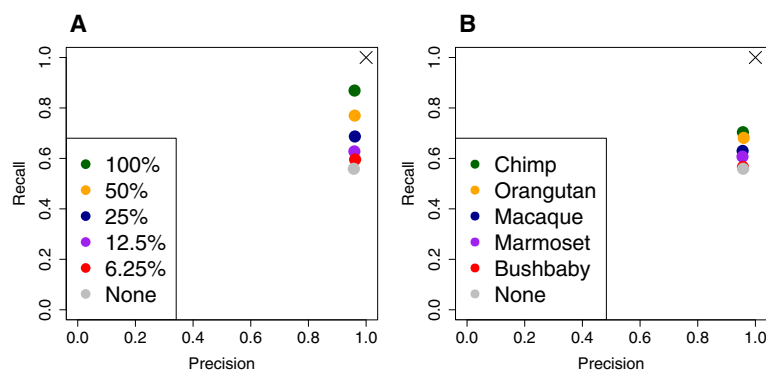 A
Recall
1.0
0.8
0.6
0.4
0.2
0.0
100%
50%
25%
12.5%
6.25%
None
0.0 0.2 0.4 0.6 0.8 1.0
Precision
B
Recall
1.0
0.8
0.6
0.4
0.2
0.0
Chimp
Orangutan
Macaque
Marmoset
Bushbaby
None
0.0 0.2 0.4 0.6 0.8 1.0
Precision